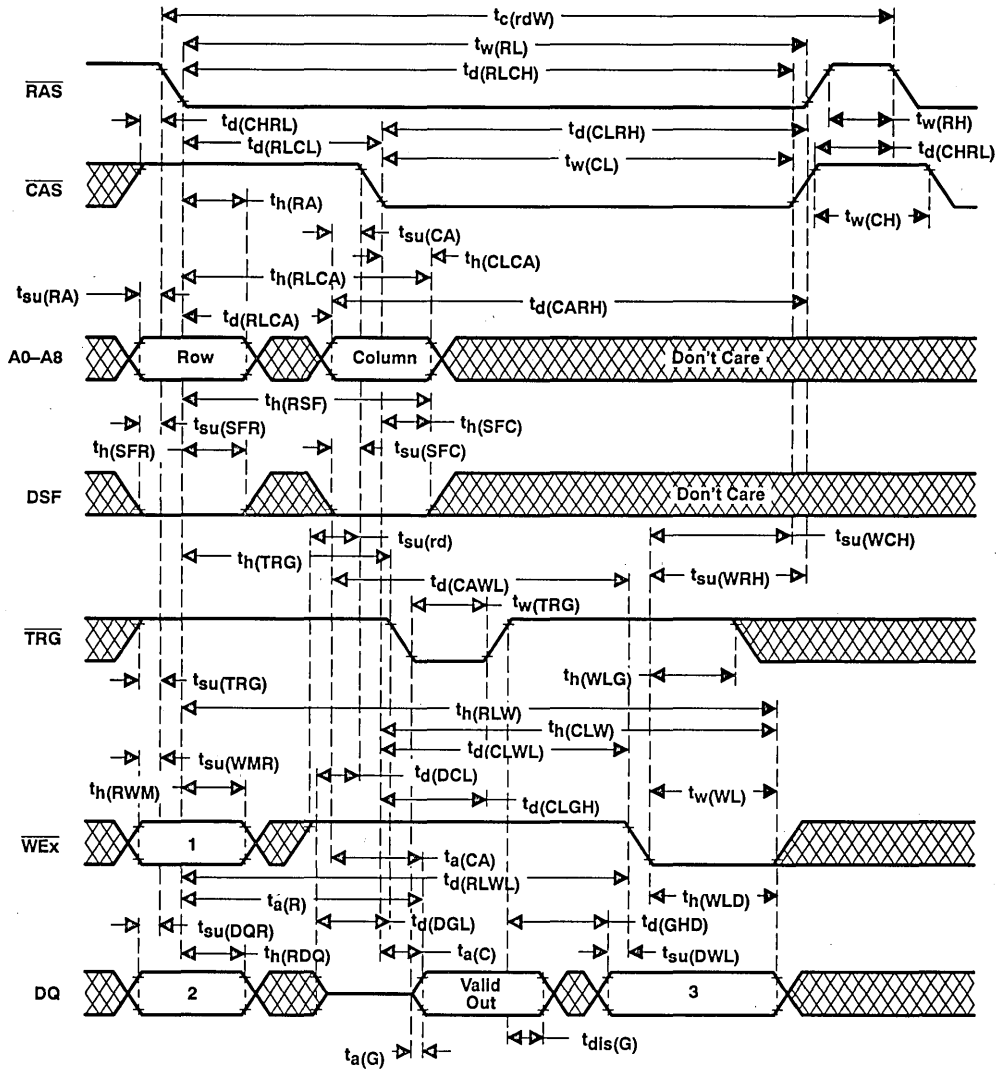 tc(rdW)
tw(RL)
td(RLCH)
RAS
td(CHRL)
td(CLRH)
tw(RH)
td(RLCL)
td(CHRL)
tw(CL)
CAS
th(RA)
tw(CH)
tsu(CA)
th(CLCA)
th(RLCA)
tsu(RA)
td(CARH)
td(RLCA)
A0–A8
Row
Column
Don't Care
th(RSF)
tsu(SFR)
th(SFC)
th(SFR)
tsu(SFC)
DSF
Don't Care
tsu(rd)
tsu(WCH)
th(TRG)
td(CAWL)
tsu(WRH)
tw(TRG)
TRG
tsu(TRG)
th(WLG)
th(RLW)
th(CLW)
tsu(WMR)
td(CLWL)
td(DCL)
th(RWM)
tw(WL)
td(CLGH)
WEx
1
ta(CA)
td(RLWL)
th(WLD)
ta(R)
tsu(DQR)
td(DGL)
td(GHD)
th(RDQ)
ta(C)
tsu(DWL)
DQ
2
Valid
Out
3
ta(G)
tdis(G)